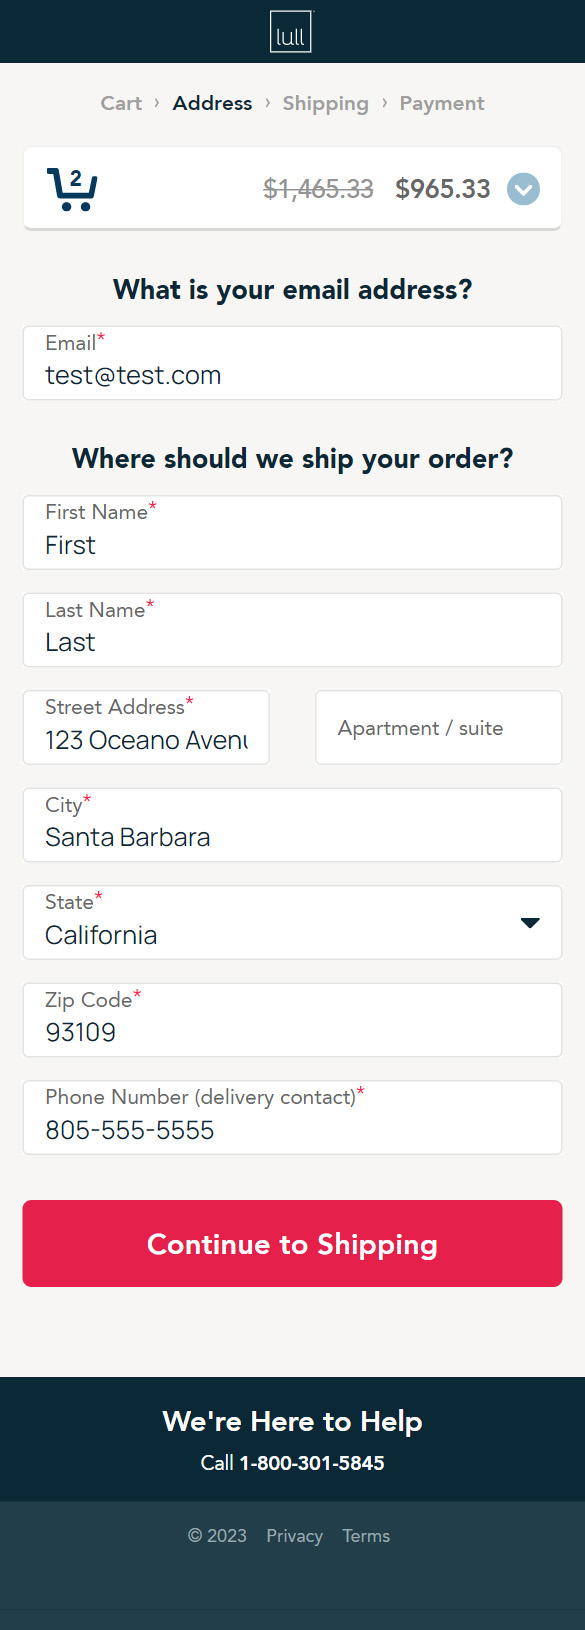 lull
Cart › Address › Shipping › Payment
2 $1,465.33 $965.33
What is your email address?
Email*
test@test.com
Where should we ship your order?
First Name*
First
Last Name*
Last
Street Address*
123 Oceano Avenu
Apartment / suite
City*
Santa Barbara
State*
California
Zip Code*
93109
Phone Number (delivery contact)*
805-555-5555
Continue to Shipping
We're Here to Help
Call 1-800-301-5845
© 2023 Privacy Terms